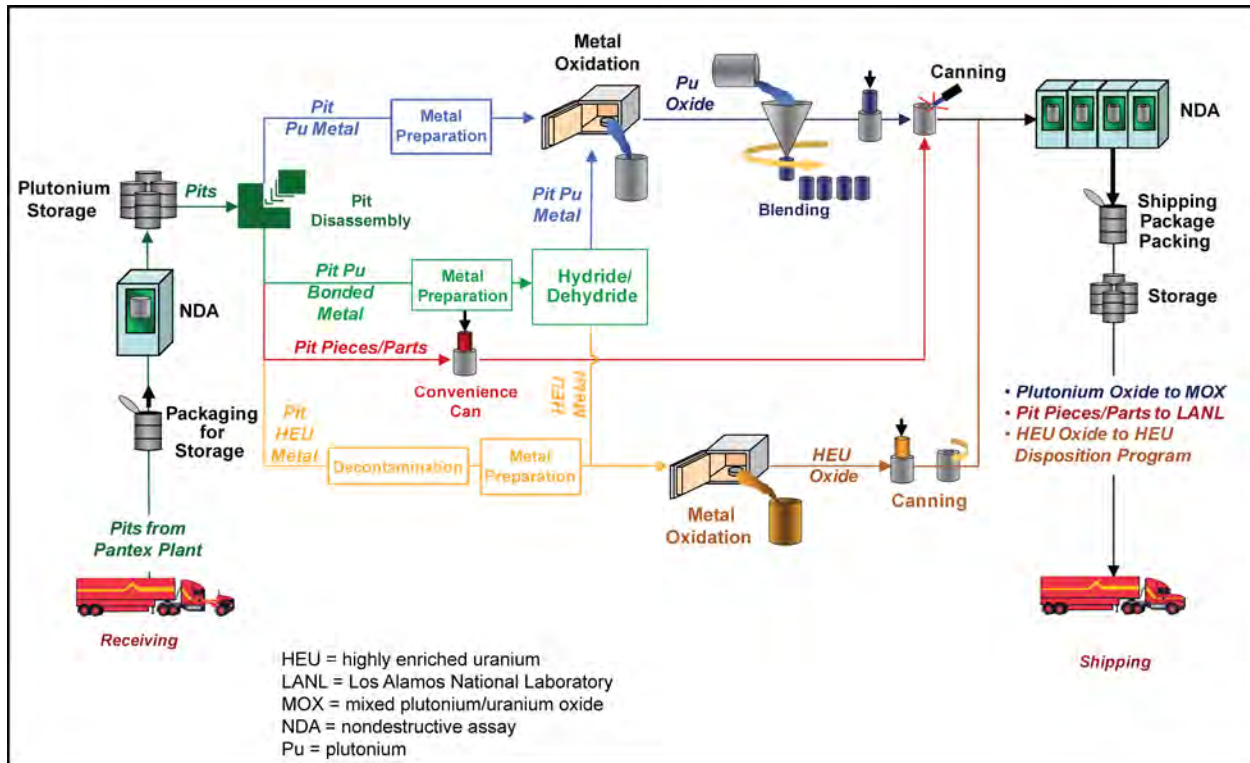 Metal
Oxidation
Pit
Pu Metal
Metal
Preparation
Pu
Oxide
Canning
NDA
Plutonium
Storage
Pits
Pit
Disassembly
Pit Pu
Metal
Blending
Shipping
Package
Packing
Pit Pu
Bonded
Metal
Metal
Preparation
Hydride/
Dehydride
Storage
NDA
Pit Pieces/Parts
Convenience
Can
HEU
Metal
• Plutonium Oxide to MOX
• Pit Pieces/Parts to LANL
• HEU Oxide to HEU
Disposition Program
Packaging
for
Storage
Pit
HEU
Metal
Decontamination
Metal
Preparation
HEU
Oxide
Metal
Oxidation
Canning
Pits from
Pantex Plant
Receiving
Shipping
HEU = highly enriched uranium
LANL = Los Alamos National Laboratory
MOX = mixed plutonium/uranium oxide
NDA = nondestructive assay
Pu = plutonium